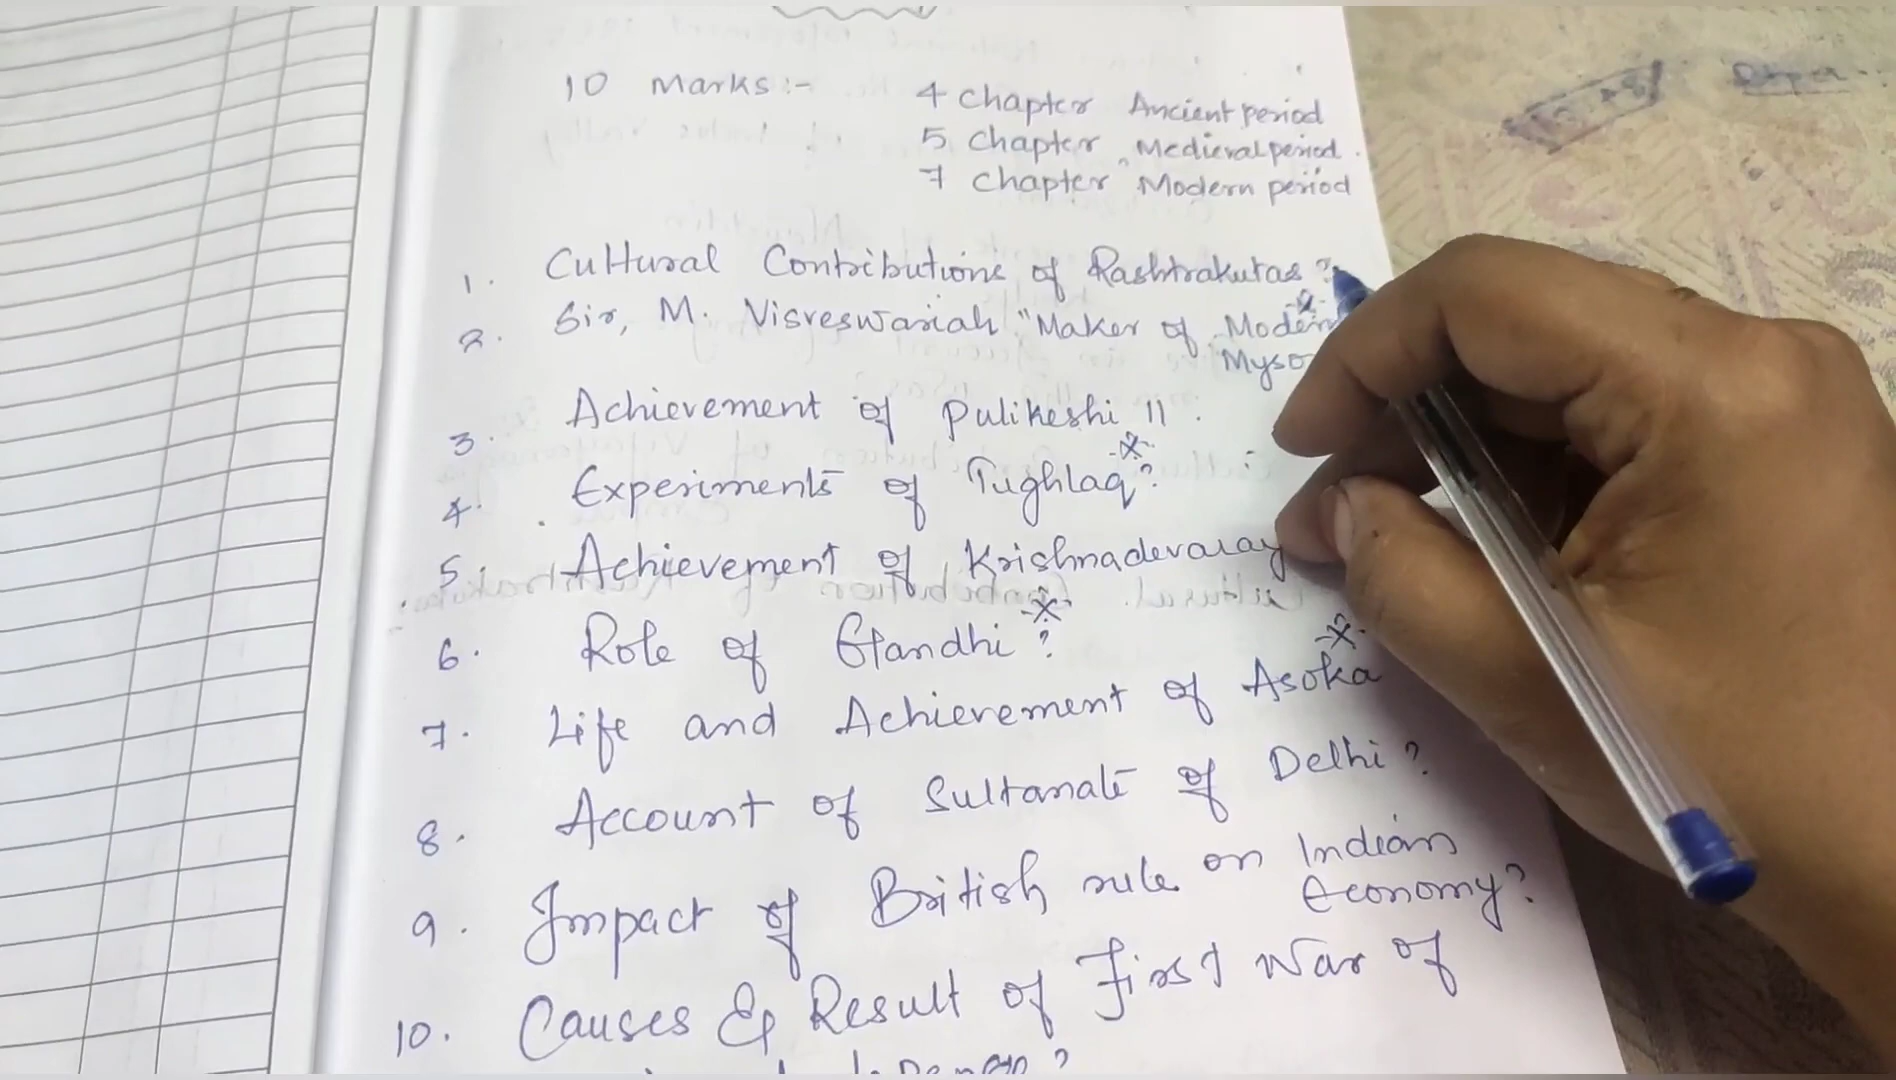 10 Marks:-
4 Chapter Ancient period
5 Chapter Medieval period.
7 Chapter Modern period
1. Cultural Contributions of Rashtrakutas?
2. Sir, M. Visveswariah "Maker of Modern
Myso
3. Achievement of Pulikeshi II.
4. Experiments of Tughlaq?
5. Achievement of Krishnadevaray
6. Role of Gandhi?
7. Life and Achievement of Asoka
8. Account of Sultanate of Delhi?
9. Impact of British rule on Indian
Economy?
10. Causes & Result of First War of